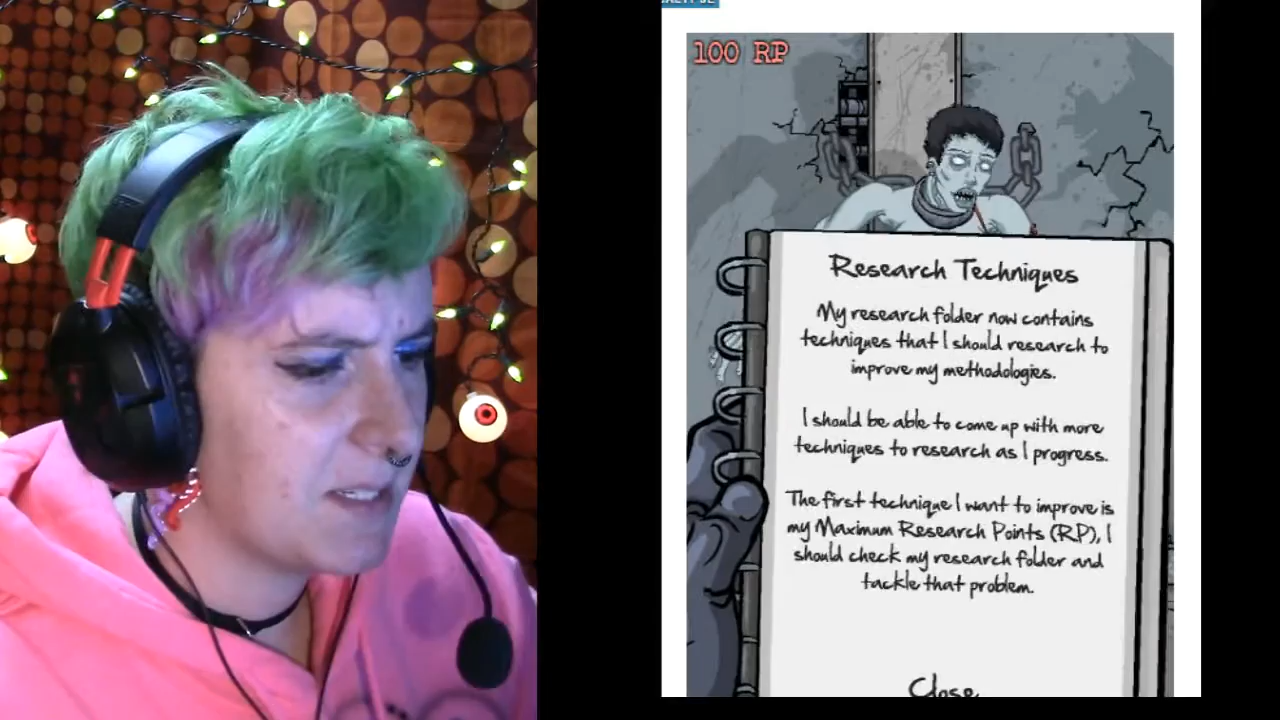 100 RP
Research Techniques
My research folder now contains
techniques that I should research to
improve my methodologies.
I should be able to come up with more
techniques to research as I progress.
The first technique I want to improve is
my Maximum Research Points (RP), I
should check my research folder and
tackle that problem.
Close